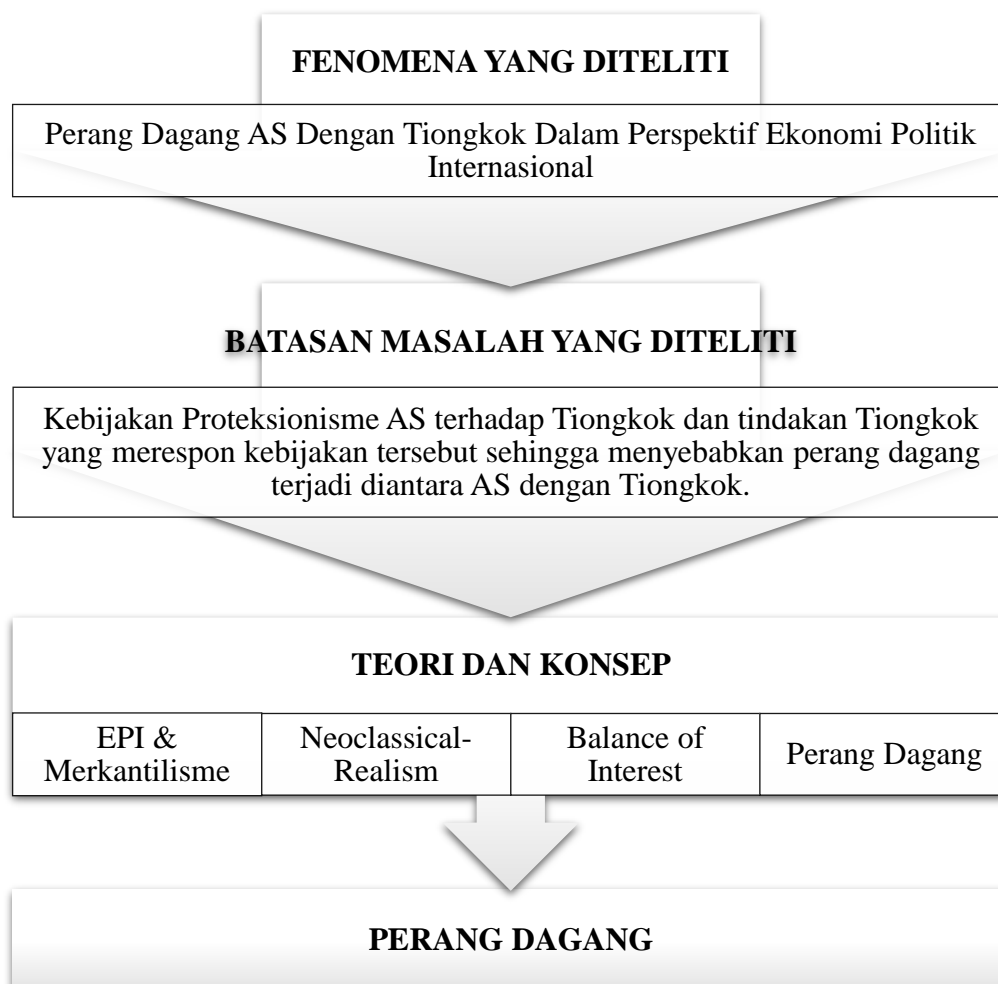 FENOMENA YANG DITELITI
Perang Dagang AS Dengan Tiongkok Dalam Perspektif Ekonomi Politik
Internasional
BATASAN MASALAH YANG DITELITI
Kebijakan Proteksionisme AS terhadap Tiongkok dan tindakan Tiongkok
yang merespon kebijakan tersebut sehingga menyebabkan perang dagang
terjadi diantara AS dengan Tiongkok.
TEORI DAN KONSEP
EPI &
Merkantilisme
Neoclassical-
Realism
Balance of
Interest
Perang Dagang
PERANG DAGANG